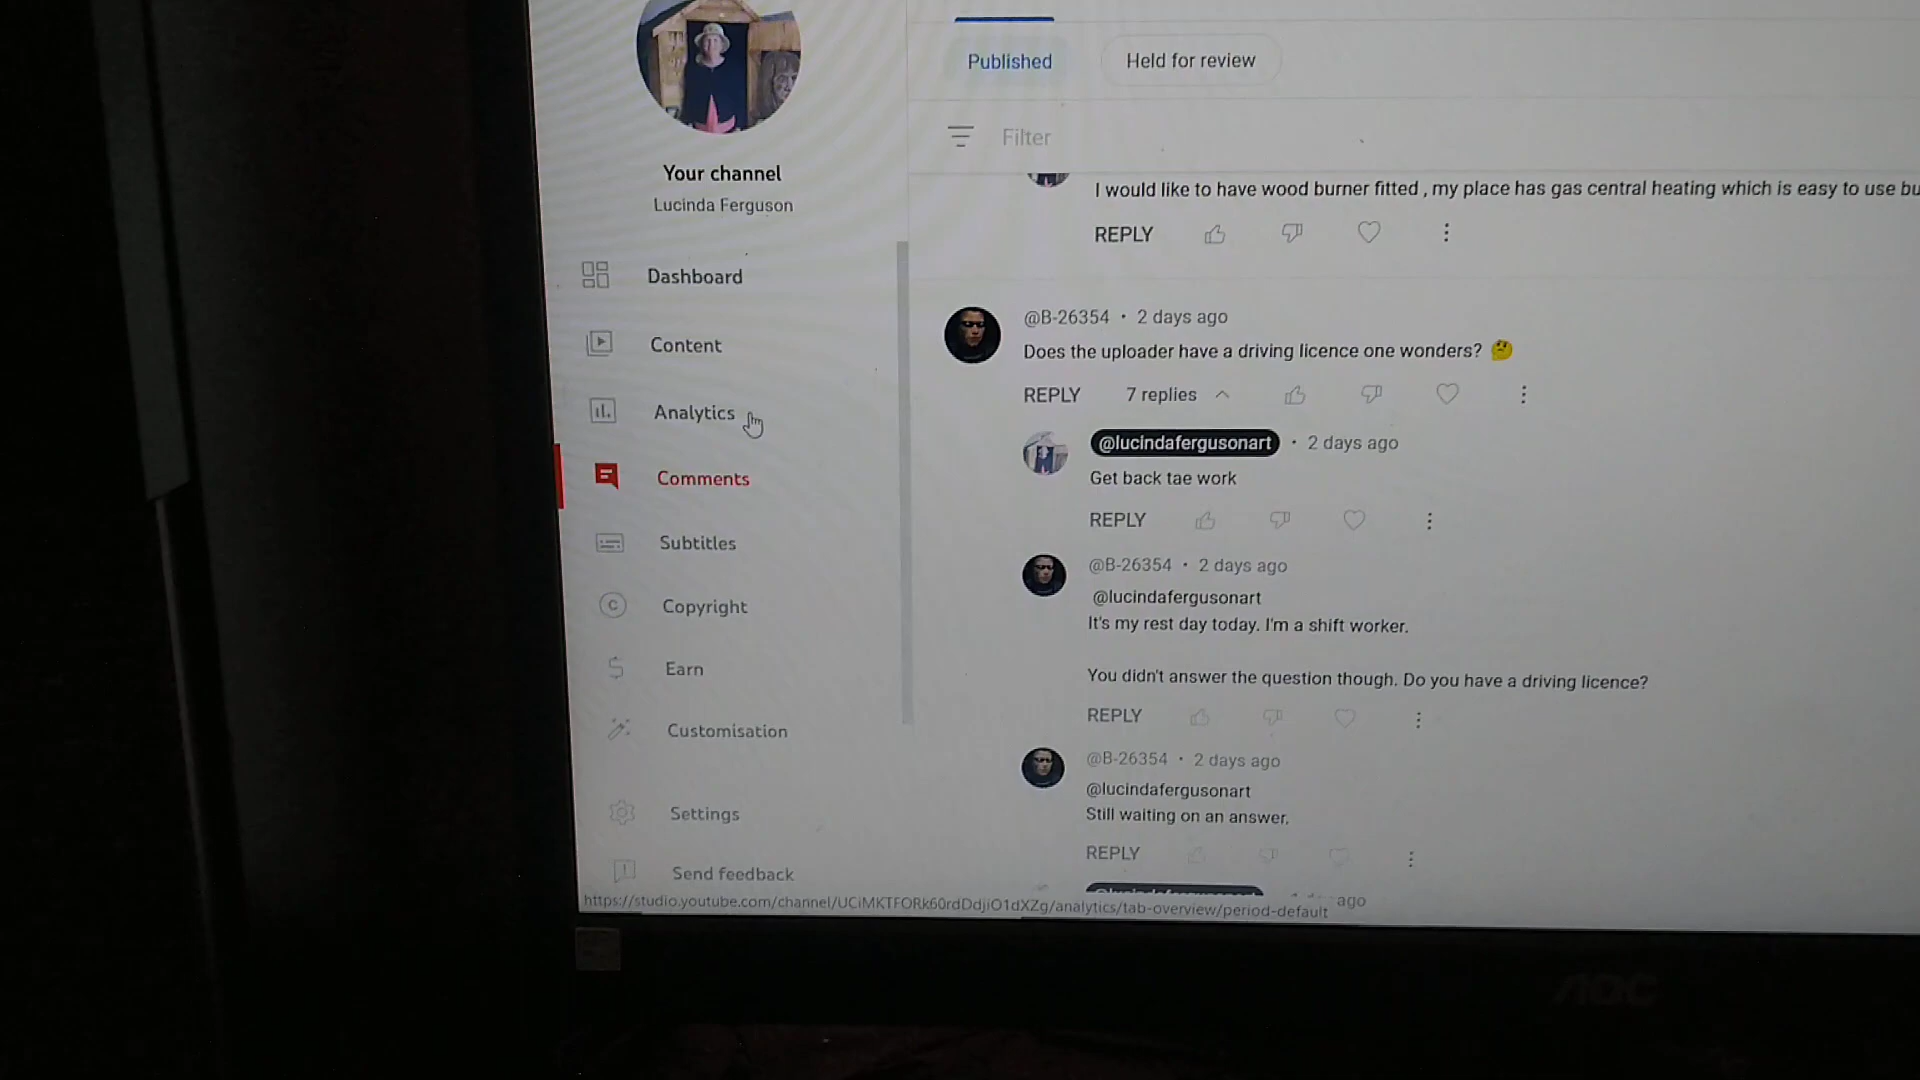 Your channel
Lucinda Ferguson
Dashboard
Content
Analytics
Comments
Subtitles
Copyright
Earn
Customisation
Settings
Send feedback
Published
Held for review
Filter
I would like to have wood burner fitted , my place has gas central heating which is easy to use bu
REPLY
@B-26354 · 2 days ago
Does the uploader have a driving licence one wonders? 🤔
REPLY 7 replies
@lucindafergusonart · 2 days ago
Get back tae work
REPLY
@B-26354 · 2 days ago
@lucindafergusonart
It's my rest day today. I'm a shift worker.
You didn't answer the question though. Do you have a driving licence?
REPLY
@B-26354 · 2 days ago
@lucindafergusonart
Still waiting on an answer.
REPLY
ago
https://studio.youtube.com/channel/UCiMKTFORk60rdDdjiO1dXZg/analytics/tab-overview/period-default
AOC